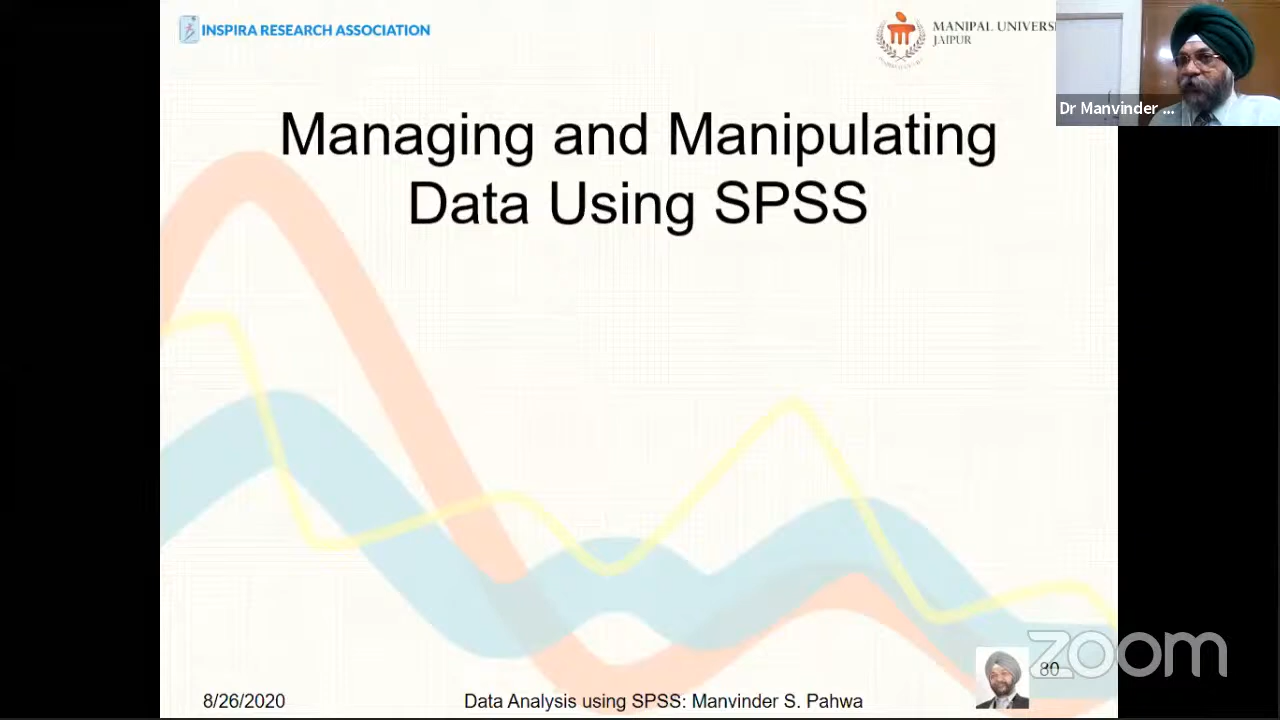 INSPIRA RESEARCH ASSOCIATION
MANIPAL UNIVERS
JAIPUR
Dr Manvinder ...
Managing and Manipulating
Data Using SPSS
zoom
80
8/26/2020
Data Analysis using SPSS: Manvinder S. Pahwa